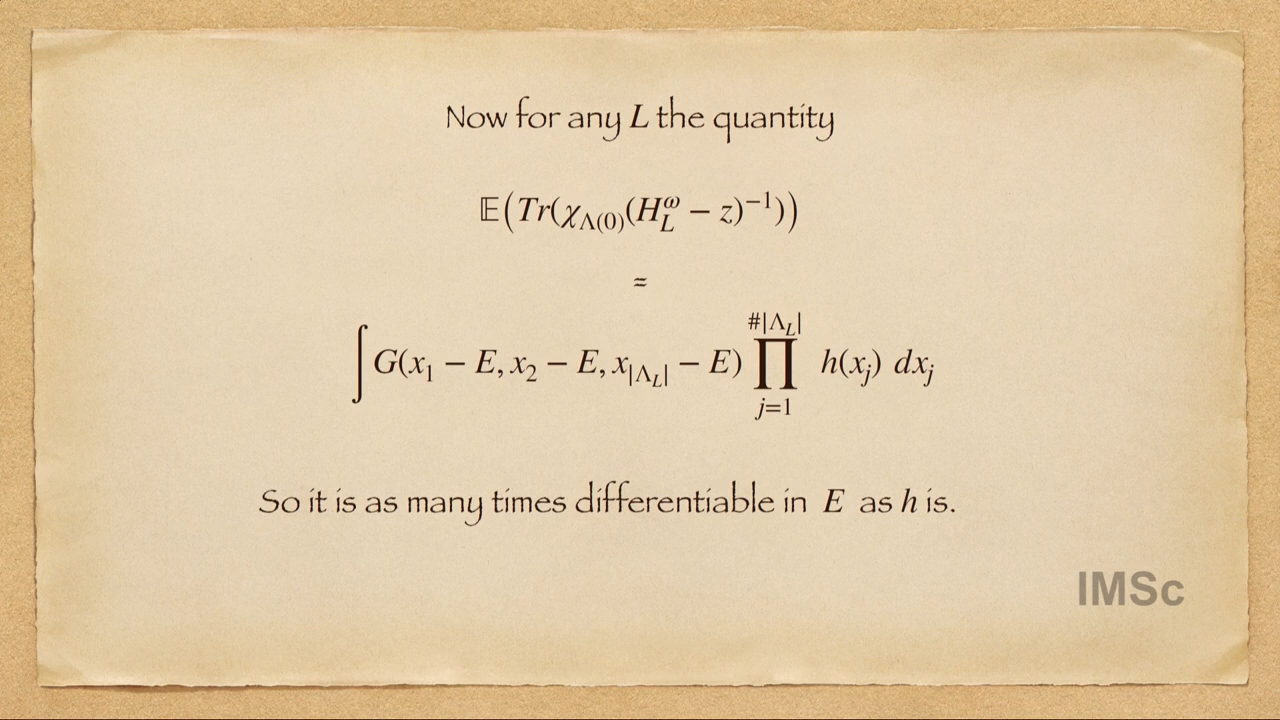 Now for any L the quantity
𝔼(Tr(χ_{Λ(0)}(H_L^ω − z)^{−1}))
=
∫ G(x_1 − E, x_2 − E, x_{|Λ_L|} − E) ∏_{j=1}^{#|Λ_L|} h(x_j) dx_j
So it is as many times differentiable in E as h is.
IMSc